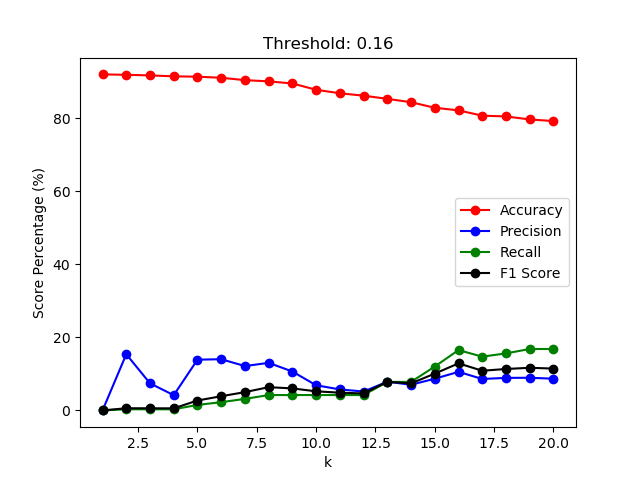 Threshold: 0.16
Score Percentage (%)
80
60
40
20
0
Accuracy
Precision
Recall
F1 Score
2.5 5.0 7.5 10.0 12.5 15.0 17.5 20.0
k